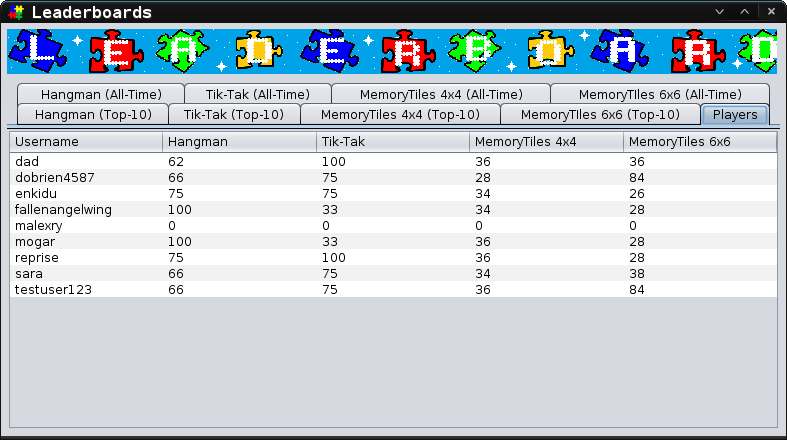 Leaderboards
LEADERBOARD
Hangman (All-Time) Tik-Tak (All-Time) MemoryTiles 4x4 (All-Time) MemoryTIles 6x6 (All-Time)
Hangman (Top-10) Tik-Tak (Top-10) MemoryTiles 4x4 (Top-10) MemoryTIles 6x6 (Top-10) Players
Username Hangman Tik-Tak MemoryTiles 4x4 MemoryTiles 6x6
dad 62 100 36 36
dobrien4587 66 75 28 84
enkidu 75 75 34 26
fallenangelwing 100 33 34 28
malexry 0 0 0 0
mogar 100 33 36 28
reprise 75 100 36 28
sara 66 75 34 38
testuser123 66 75 36 84